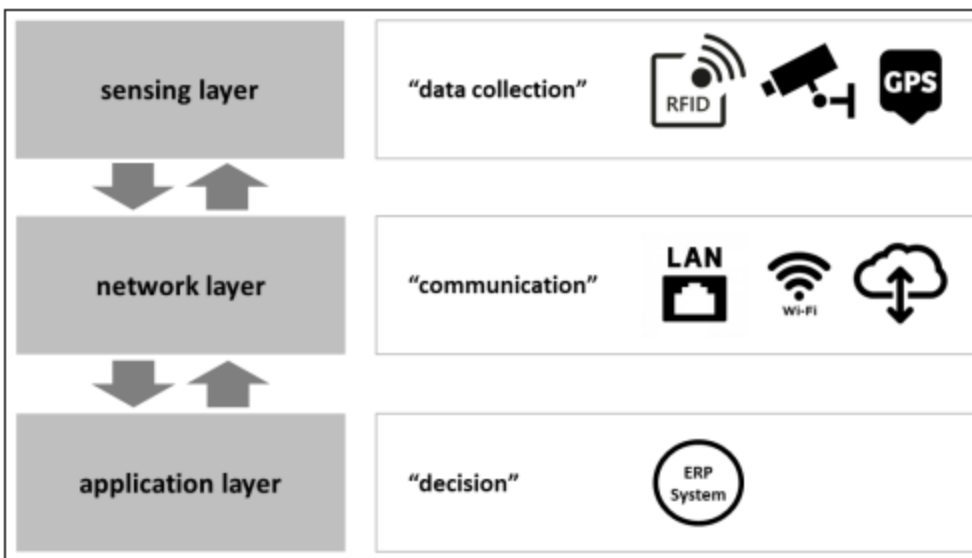 sensing layer
“data collection”
RFID
GPS
network layer
“communication”
LAN
Wi-Fi
application layer
“decision”
ERP
System